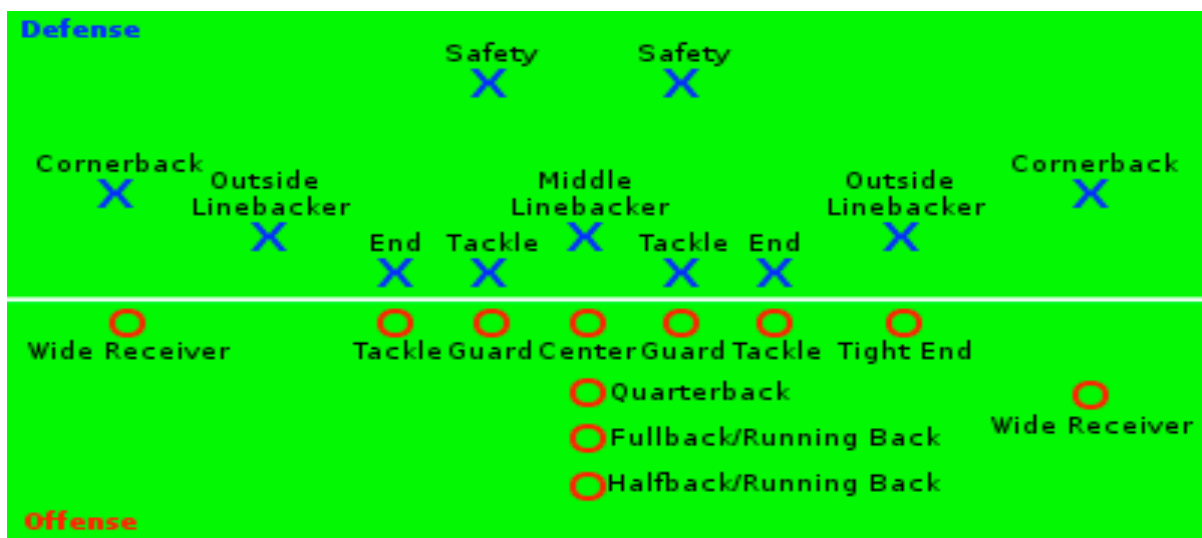 Defense
Safety Safety
Cornerback Cornerback
Outside Middle Outside
Linebacker Linebacker Linebacker
End Tackle Tackle End
Wide Receiver Tackle Guard Center Guard Tackle Tight End
Quarterback
Wide Receiver
Fullback/Running Back
Halfback/Running Back
Offense